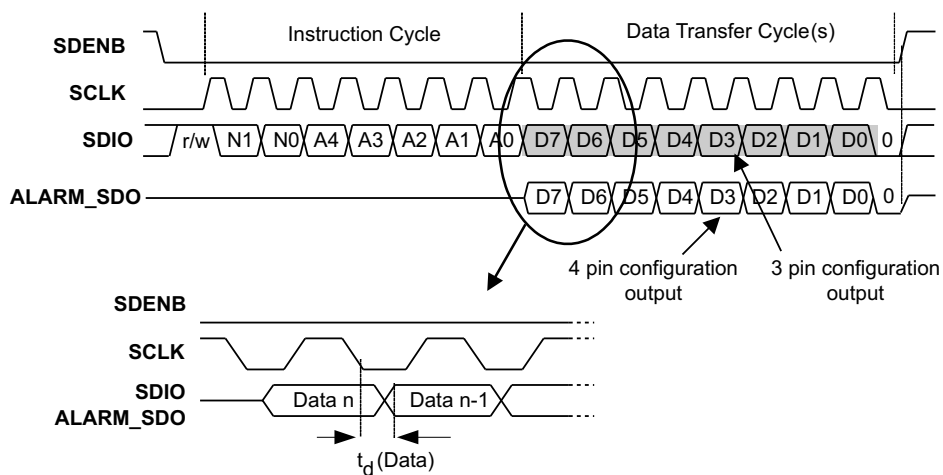 Instruction Cycle Data Transfer Cycle(s)
SDENB
SCLK
SDIO r/w N1 N0 A4 A3 A2 A1 A0 D7 D6 D5 D4 D3 D2 D1 D0 0
ALARM_SDO D7 D6 D5 D4 D3 D2 D1 D0 0
4 pin configuration output
3 pin configuration output
SDENB
SCLK
SDIO
ALARM_SDO
Data n Data n-1
td(Data)